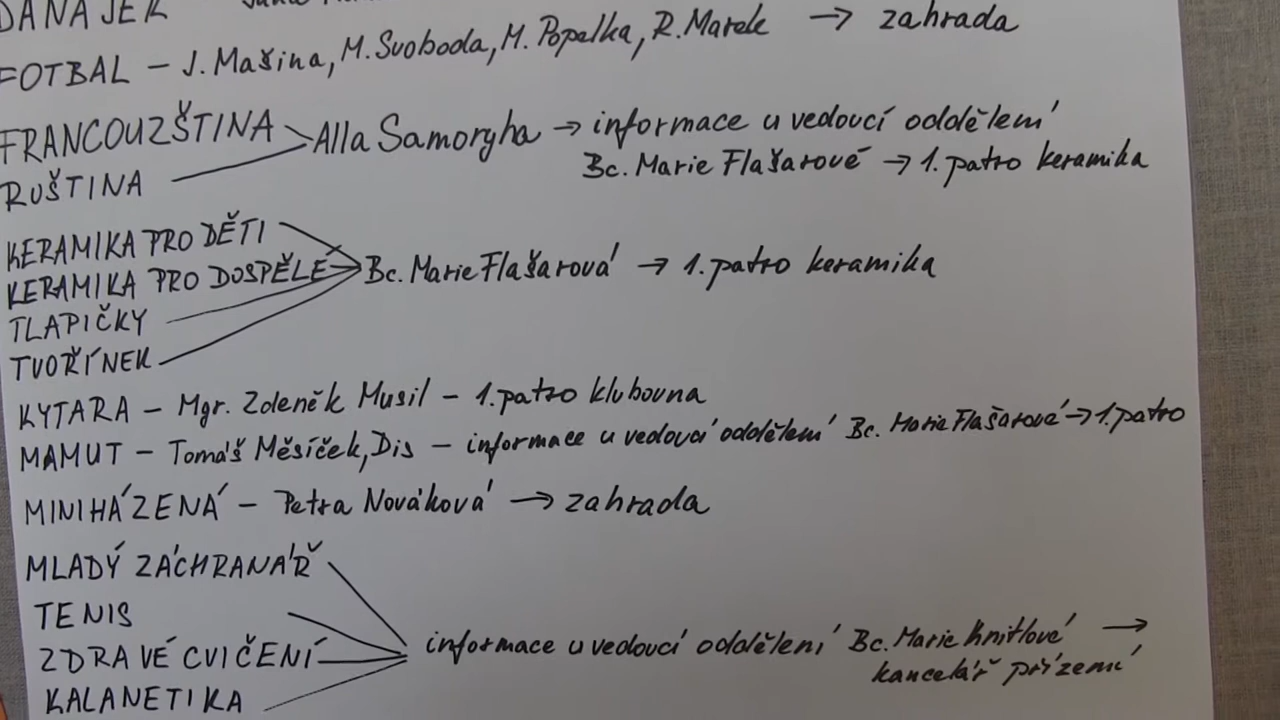 DANAJEK -
FOTBAL - J. Mašina, M. Svoboda, M. Popelka, R. Marek → zahrada
FRANCOUZŠTINA Alla Samoryha → informace u vedoucí oddělení
RUŠTINA Bc. Marie Flašarové → 1. patro keramika
KERAMIKA PRO DĚTI
KERAMIKA PRO DOSPĚLÉ Bc. Marie Flašarová → 1. patro keramika
TLAPIČKY
TVOŘÍNEK
KYTARA - Mgr. Zdeněk Musil - 1. patro klubovna
MAMUT - Tomáš Měsíček, Dis - informace u vedoucí oddělení Bc. Marie Flašarové → 1. patro
MINIHÁZENÁ - Petra Nováková → zahrada
MLADÝ ZÁCHRANÁŘ
TENIS
ZDRAVÉ CVIČENÍ informace u vedoucí oddělení Bc. Marie Knitlové →
kancelář přízemí
KALANETIKA